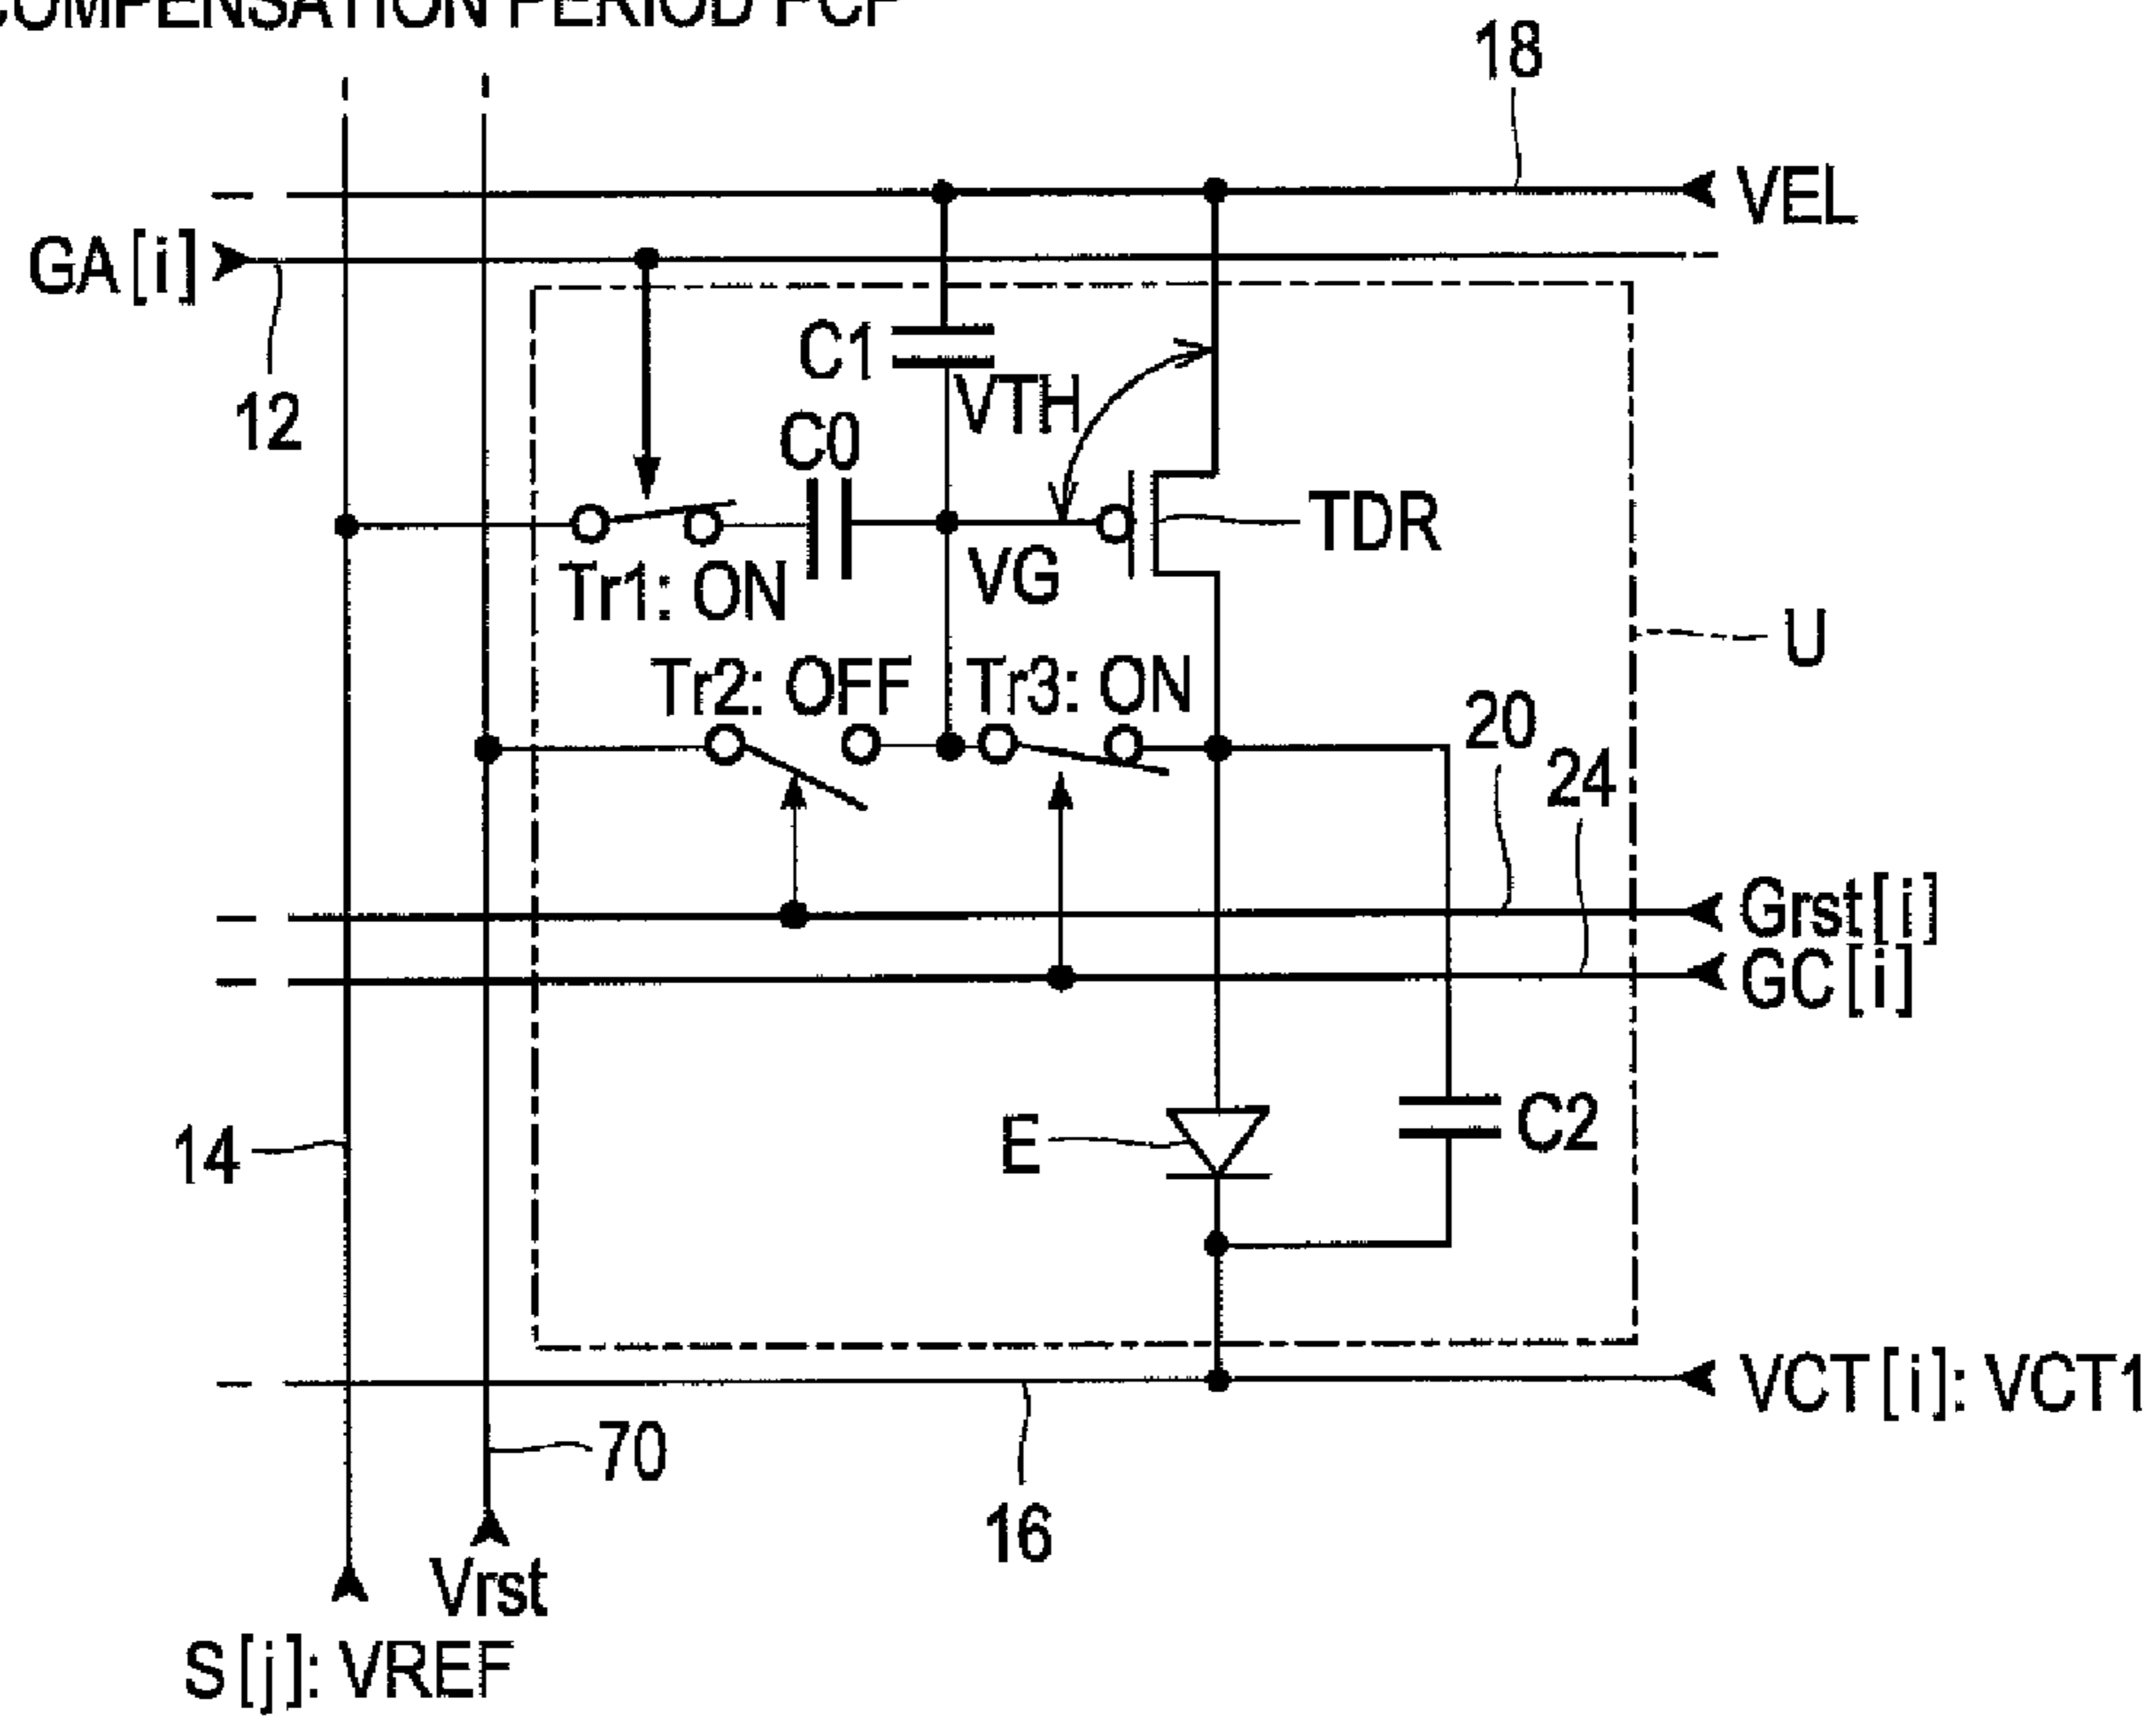 COMPENSATION PERIOD PCP
18
VEL
GA[i]
12
C1
VTH
C0
TDR
Tr1: ON
VG
U
Tr2: OFF
Tr3: ON
20
24
Grst[i]
GC[i]
14
E
C2
VCT[i]: VCT1
70
16
Vrst
S[j]: VREF